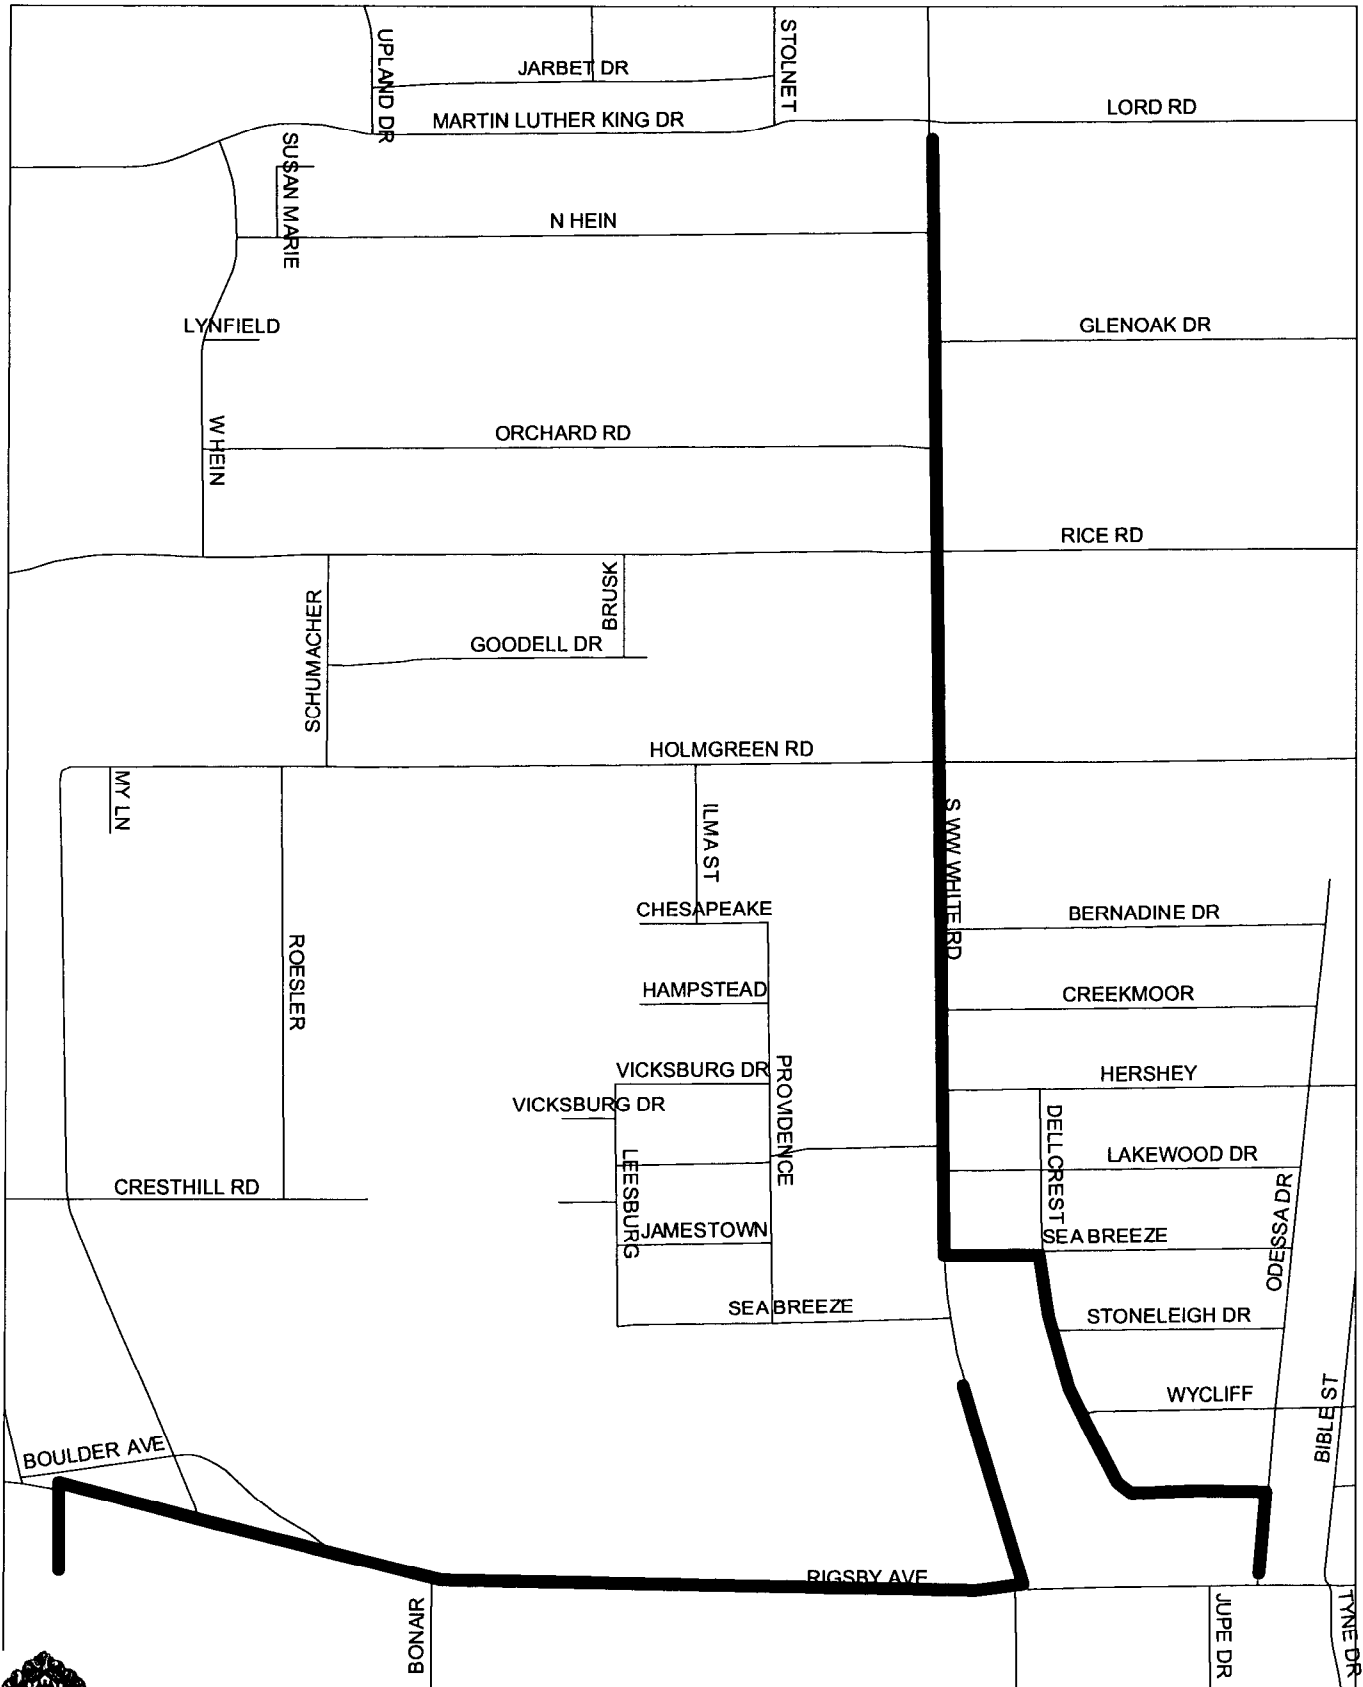 UPLAND DR
STOLNET
JARBET DR
MARTIN LUTHER KING DR
LORD RD
SUSAN MARIE
N HEIN
LYNFIELD
GLENOAK DR
W HEIN
ORCHARD RD
RICE RD
SCHUMACHER
BRUSK
GOODELL DR
HOLMGREEN RD
MY LN
ILMA ST
S WW WHITE RD
CHESAPEAKE
BERNADINE DR
ROESLER
HAMPSTEAD
CREEKMOOR
VICKSBURG DR
PROVIDENCE
HERSHEY
VICKSBURG DR
DELLCREST
LEESBURG
LAKEWOOD DR
CRESTHILL RD
ODESSA DR
JAMESTOWN
SEA BREEZE
SEA BREEZE
STONELEIGH DR
WYCLIFF
BIBLE ST
BOULDER AVE
RIGSBY AVE
BONAIR
JUPE DR
TYNE DR